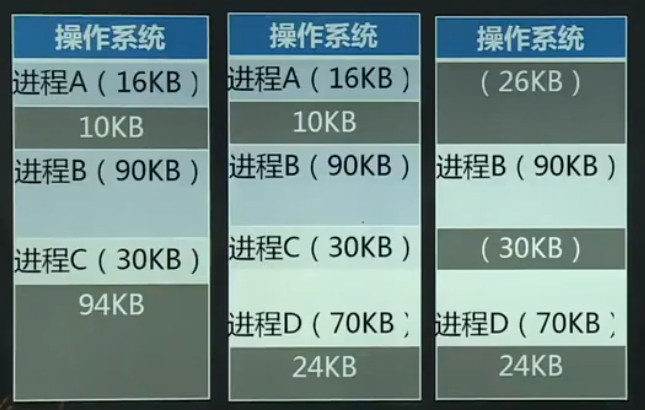 操作系统
进程A（16KB）
10KB
进程B（90KB）
进程C（30KB）
94KB
操作系统
进程A（16KB）
10KB
进程B（90KB）
进程C（30KB）
进程D（70KB）
24KB
操作系统
（26KB）
进程B（90KB）
（30KB）
进程D（70KB）
24KB